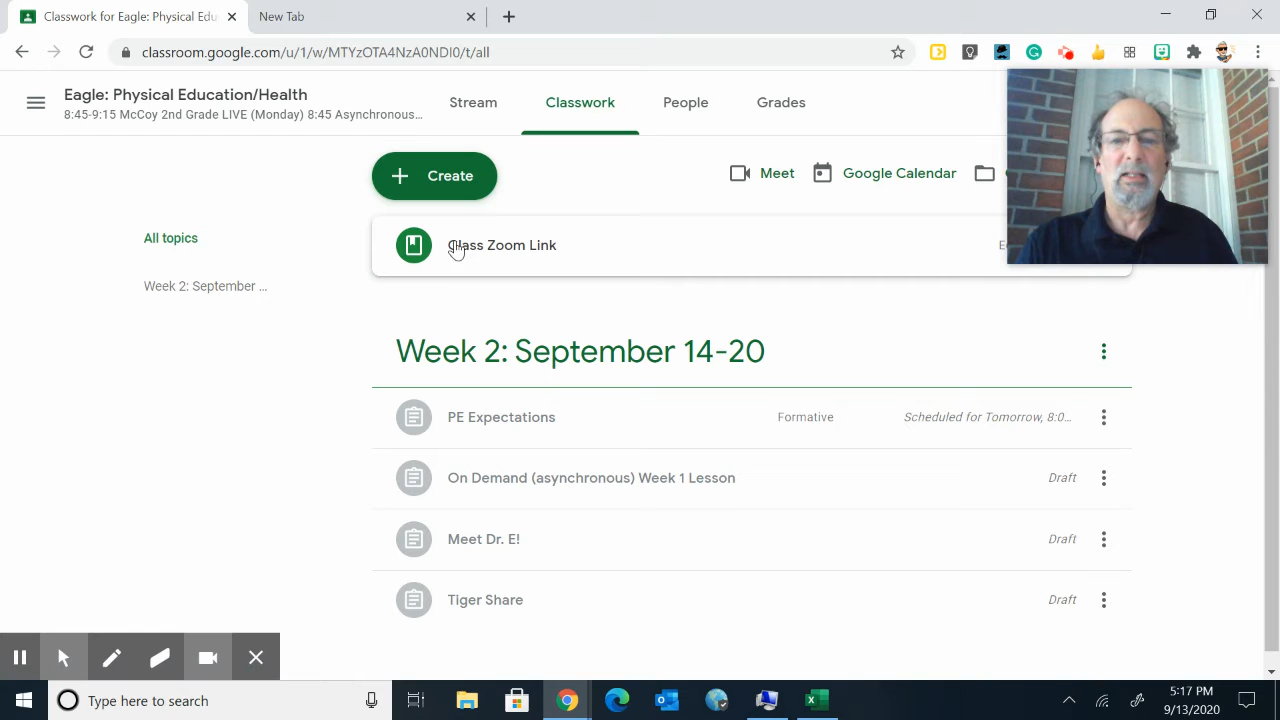 Classwork for Eagle: Physical Edu
New Tab
classroom.google.com/u/1/w/MTYzOTA4NzA0NDI0/t/all
Eagle: Physical Education/Health
8:45-9:15 McCoy 2nd Grade LIVE (Monday) 8:45 Asynchronous...
Stream
Classwork
People
Grades
Create
Meet
Google Calendar
All topics
Class Zoom Link
Week 2: September ...
Week 2: September 14-20
PE Expectations
Formative
Scheduled for Tomorrow, 8:0...
On Demand (asynchronous) Week 1 Lesson
Draft
Meet Dr. E!
Draft
Tiger Share
Draft
Type here to search
5:17 PM
9/13/2020